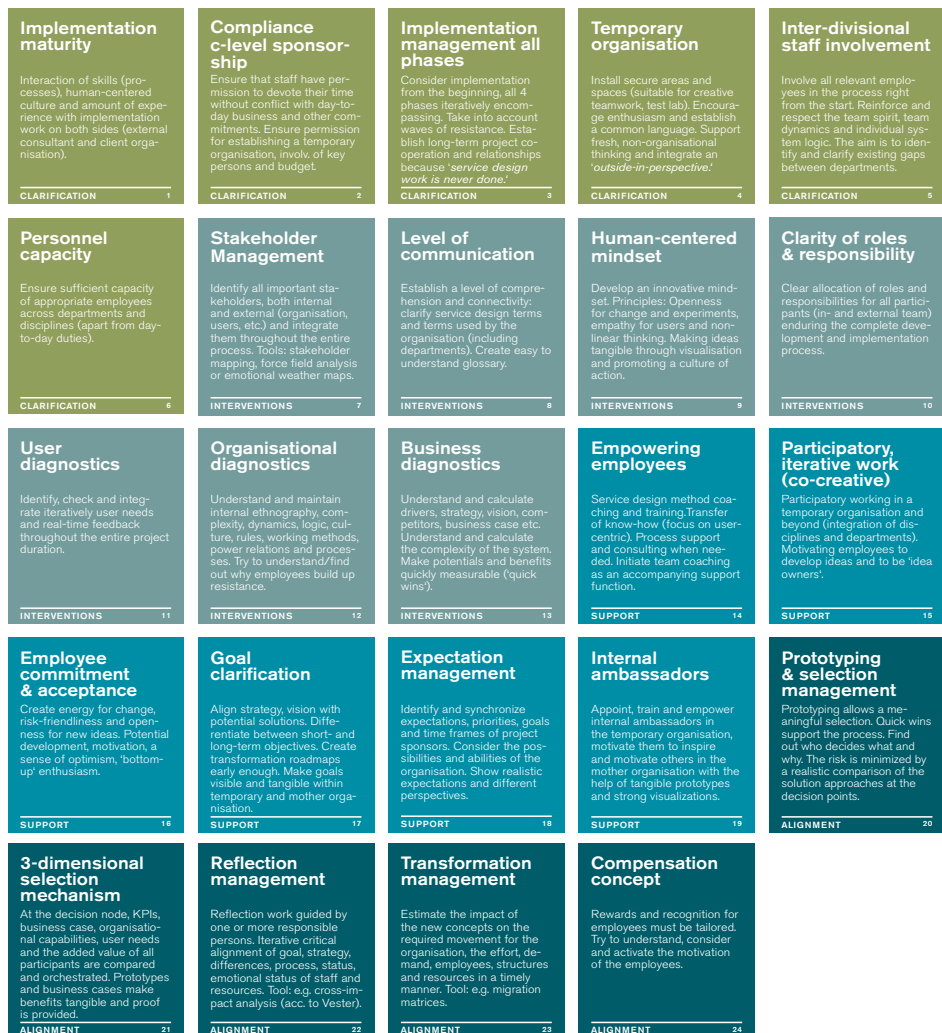 Implementation
maturity
Interaction of skills (pro-
cesses), human-centered
culture and amount of expe-
rience with implementation
work on both sides (external
consultant and client orga-
nisation).
CLARIFICATION 1
Compliance
c-level sponsor-
ship
Ensure that staff have per-
mission to devote their time
without conflict with day-to-
day business and other com-
mitments. Ensure permission
for establishing a temporary
organisation, involv. of key
persons and budget.
CLARIFICATION 2
Implementation
management all
phases
Consider implementation
from the beginning, all 4
phases iteratively encom-
passing. Take into account
waves of resistance. Esta-
blish long-term project co-
operation and relationships
because ‘service design
work is never done.‘
CLARIFICATION 3
Temporary
organisation
Install secure areas and
spaces (suitable for creative
teamwork, test lab). Encoura-
ge enthusiasm and establish
a common language. Support
fresh, non-organisational
thinking and integrate an
‘outside-in-perspective.‘
CLARIFICATION 4
Inter-divisional
staff involvement
Involve all relevant emplo-
yees in the process right
from the start. Reinforce and
respect the team spirit, team
dynamics and individual sys-
tem logic. The aim is to iden-
tify and clarify existing gaps
between departments.
CLARIFICATION 5
Personnel
capacity
Ensure sufficient capacity
of appropriate employees
across departments and
disciplines (apart from day-
to-day duties).
CLARIFICATION 6
Stakeholder
Management
Identify all important sta-
keholders, both internal
and external (organisation,
users, etc.) and integrate
them throughout the entire
process. Tools: stakeholder
mapping, force field analysis
or emotional weather maps.
INTERVENTIONS 7
Level of
communication
Establish a level of compre-
hension and connectivity:
clarify service design terms
and terms used by the
organisation (including
departments). Create easy to
understand glossary.
INTERVENTIONS 8
Human-centered
mindset
Develop an innovative mind-
set. Principles: Openness
for change and experiments,
empathy for users and non-
linear thinking. Making ideas
tangible through visualisation
and promoting a culture of
action.
INTERVENTIONS 9
Clarity of roles
& responsibility
Clear allocation of roles and
responsibilities for all partici-
pants (in- and external team)
enduring the complete deve-
lopment and implementation
process.
INTERVENTIONS 10
User
diagnostics
Identify, check and integ-
rate iteratively user needs
and real-time feedback
throughout the entire project
duration.
INTERVENTIONS 11
Organisational
diagnostics
Understand and maintain
internal ethnography, com-
plexity, dynamics, logic, cul-
ture, rules, working methods,
power relations and proces-
ses. Try to understand/find
out why employees build up
resistance.
INTERVENTIONS 12
Business
diagnostics
Understand and calculate
drivers, strategy, vision, com-
petitors, business case etc.
Understand and calculate
the complexity of the system.
Make potentials and benefits
quickly measurable (‘quick
wins‘).
INTERVENTIONS 13
Empowering
employees
Service design method coa-
ching and training.Transfer
of know-how (focus on user-
centric). Process support
and consulting when nee-
ded. Initiate team coaching
as an accompanying support
function.
SUPPORT 14
Participatory,
iterative work
(co-creative)
Participatory working in a
temporary organisation and
beyond (integration of dis-
ciplines and departments).
Motivating employees to
develop ideas and to be ‘idea
owners‘.
SUPPORT 15
Employee
commitment
& acceptance
Create energy for change,
risk-friendliness and open-
ness for new ideas. Potential
development, motivation, a
sense of optimism, ‘bottom-
up‘ enthusiasm.
SUPPORT 16
Goal
clarification
Align strategy, vision with
potential solutions. Diffe-
rentiate between short- and
long-term objectives. Create
transformation roadmaps
early enough. Make goals
visible and tangible within
temporary and mother orga-
nisation.
SUPPORT 17
Expectation
management
Identify and synchronize
expectations, priorities, goals
and time frames of project
sponsors. Consider the pos-
sibilities and abilities of the
organisation. Show realistic
expectations and different
perspectives.
SUPPORT 18
Internal
ambassadors
Appoint, train and empower
internal ambassadors in
the temporary organisation,
motivate them to inspire
and motivate others in the
mother organisation with the
help of tangible prototypes
and strong visualizations.
SUPPORT 19
Prototyping
& selection
management
Prototyping allows a me-
aningful selection. Quick wins
support the process. Find
out who decides what and
why. The risk is minimized by
a realistic comparison of the
solution approaches at the
decision points.
ALIGNMENT 20
3-dimensional
selection
mechanism
At the decision node, KPIs,
business case, organisatio-
nal capabilities, user needs
and the added value of all
participants are compared
and orchestrated. Prototypes
and business cases make
benefits tangible and proof
is provided.
ALIGNMENT 21
Reflection
management
Reflection work guided by
one or more responsible
persons. Iterative critical
alignment of goal, strategy,
differences, process, status,
emotional status of staff and
resources. Tool: e.g. cross-im-
pact analysis (acc. to Vester).
ALIGNMENT 22
Transformation
management
Estimate the impact of
the new concepts on the
required movement for the
organisation, the effort, de-
mand, employees, structures
and resources in a timely
manner. Tool: e.g. migration
matrices.
ALIGNMENT 23
Compensation
concept
Rewards and recognition for
employees must be tailored.
Try to understand, consider
and activate the motivation
of the employees.
ALIGNMENT 24